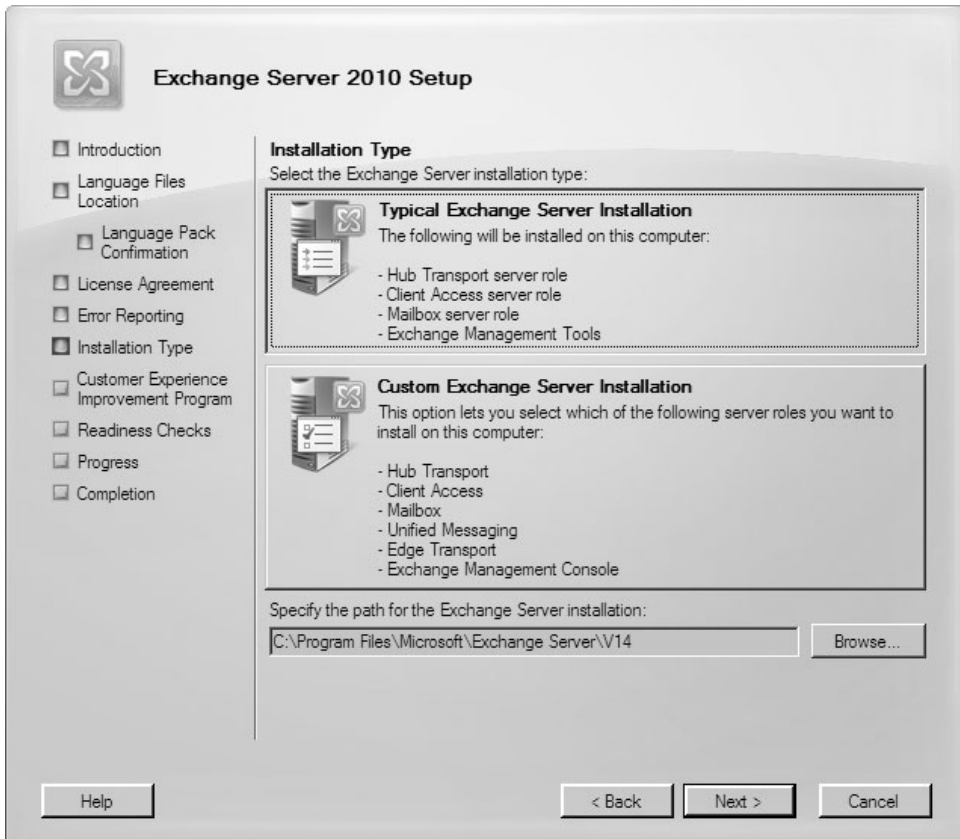 Exchange Server 2010 Setup
Introduction
Language Files
Location
Language Pack
Confirmation
License Agreement
Error Reporting
Installation Type
Customer Experience
Improvement Program
Readiness Checks
Progress
Completion
Installation Type
Select the Exchange Server installation type:
Typical Exchange Server Installation
The following will be installed on this computer:
- Hub Transport server role
- Client Access server role
- Mailbox server role
- Exchange Management Tools
Custom Exchange Server Installation
This option lets you select which of the following server roles you want to
install on this computer:
- Hub Transport
- Client Access
- Mailbox
- Unified Messaging
- Edge Transport
- Exchange Management Console
Specify the path for the Exchange Server installation:
C:\Program Files\Microsoft\Exchange Server\V14
Browse...
Help
< Back
Next >
Cancel